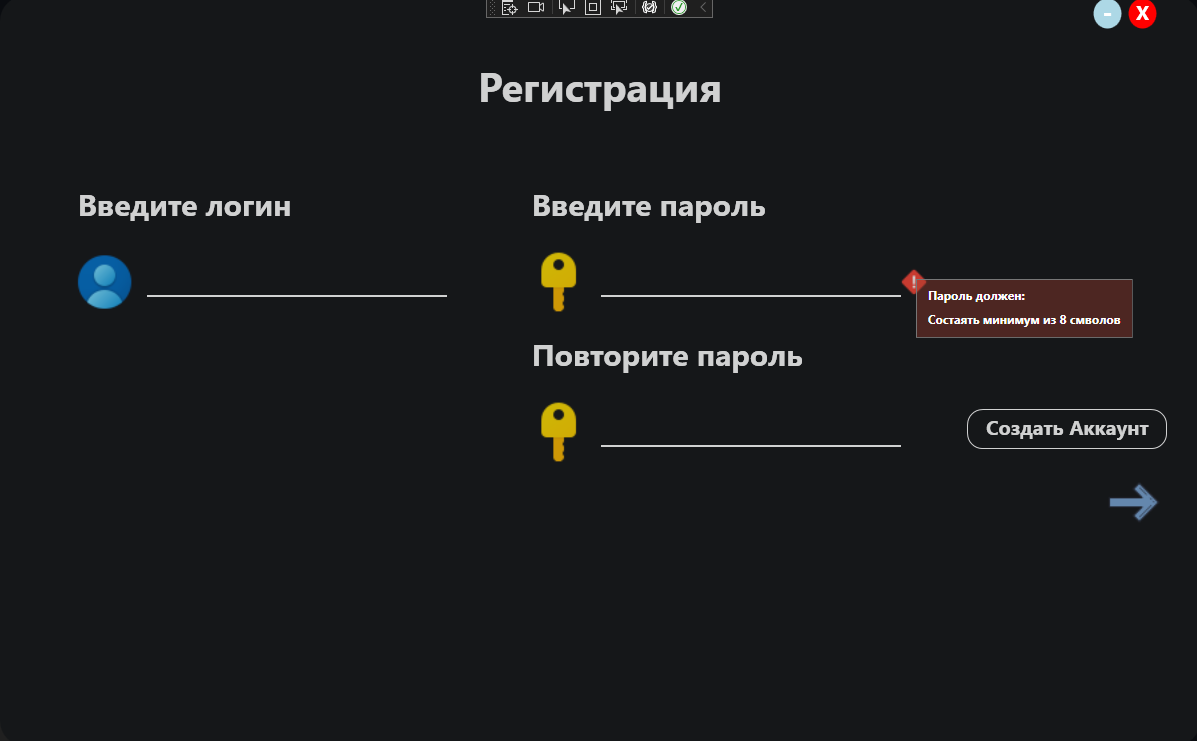 -
X
Регистрация
Введите логин
Введите пароль
!
Пароль должен:
Состаять минимум из 8 смволов
Повторите пароль
Создать Аккаунт